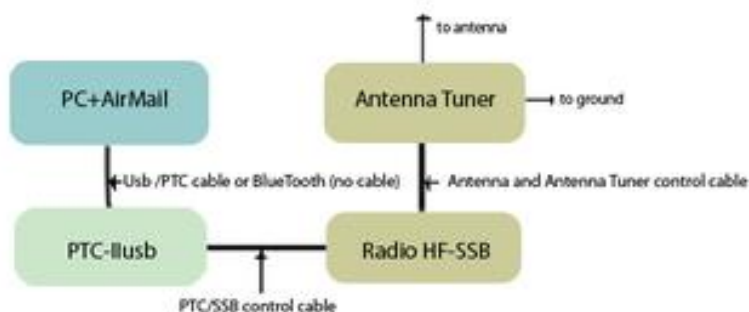 to antenna
PC+AirMail
Antenna Tuner
to ground
Usb /PTC cable or BlueTooth (no cable)
Antenna and Antenna Tuner control cable
PTC-IIusb
Radio HF-SSB
PTC/SSB control cable